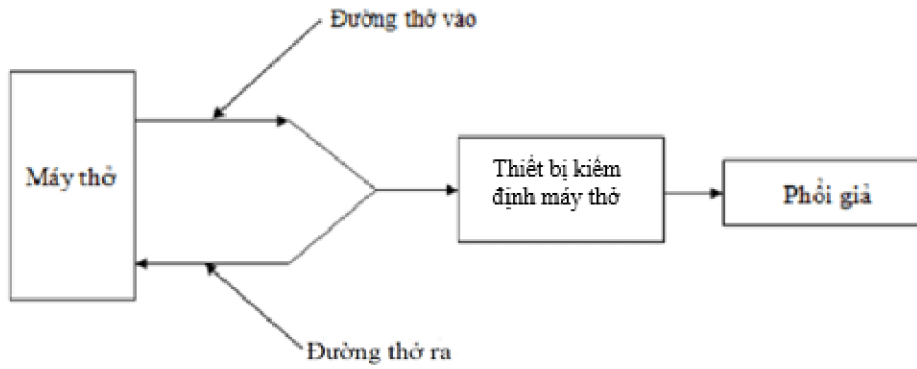 Đường thở vào
Máy thở
Thiết bị kiểm
định máy thở
Phổi giả
Đường thở ra